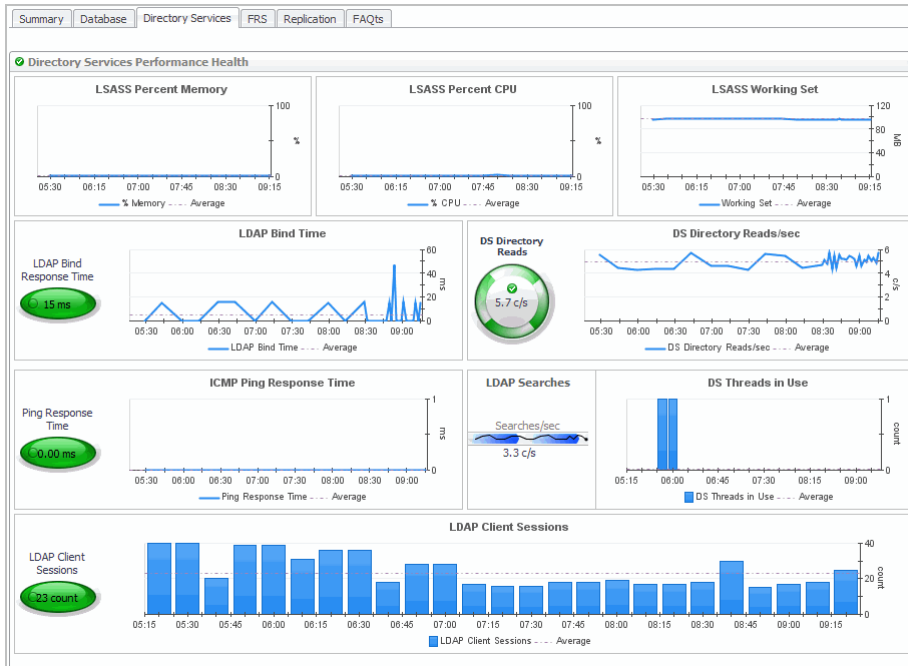 Summary Database Directory Services FRS Replication FAQts
Directory Services Performance Health
LSASS Percent Memory
100
%
0
05:30 06:15 07:00 07:45 08:30 09:15
% Memory Average
LSASS Percent CPU
100
%
0
05:30 06:15 07:00 07:45 08:30 09:15
% CPU Average
LSASS Working Set
120
80
MB
40
0
05:30 06:15 07:00 07:45 08:30 09:15
Working Set Average
LDAP Bind
Response Time
15 ms
LDAP Bind Time
60
40
ms
20
0
05:30 06:00 06:30 07:00 07:30 08:00 08:30 09:00
LDAP Bind Time Average
DS Directory
Reads
5.7 c/s
DS Directory Reads/sec
6
4
c/s
2
0
05:30 06:00 06:30 07:00 07:30 08:00 08:30 09:00
DS Directory Reads/sec Average
Ping Response
Time
0.00 ms
ICMP Ping Response Time
1
ms
0
05:30 06:00 06:30 07:00 07:30 08:00 08:30 09:00
Ping Response Time Average
LDAP Searches
Searches/sec
3.3 c/s
DS Threads in Use
1
count
0
05:15 06:00 06:45 07:30 08:15 09:00
DS Threads in Use Average
LDAP Client
Sessions
23 count
LDAP Client Sessions
40
20
count
0
05:15 05:30 05:45 06:00 06:15 06:30 06:45 07:00 07:15 07:30 07:45 08:00 08:15 08:30 08:45 09:00 09:15
LDAP Client Sessions Average